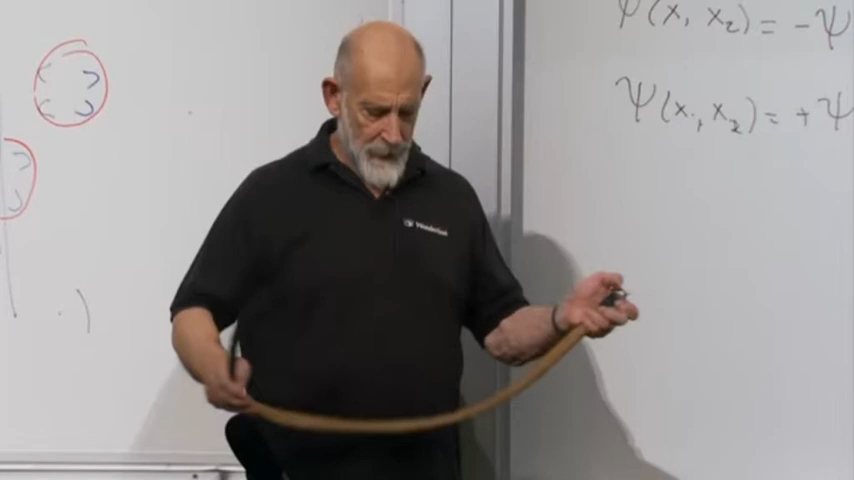 Ψ(x, x₂) = - Ψ
Ψ(x₁, x₂) = + Ψ